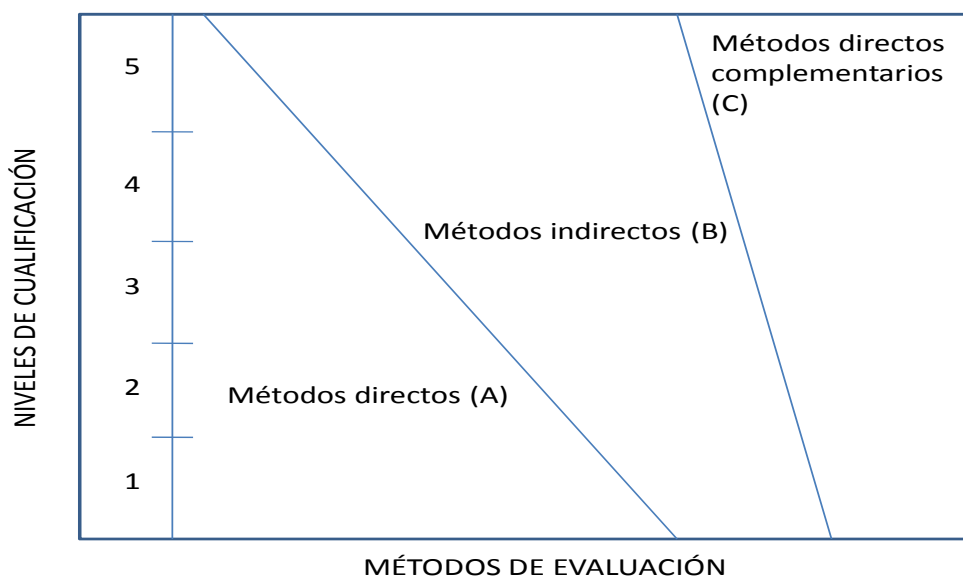 Métodos directos
complementarios
(C)
5
4
Métodos indirectos (B)
3
2
Métodos directos (A)
1
NIVELES DE CUALIFICACIÓN
MÉTODOS DE EVALUACIÓN